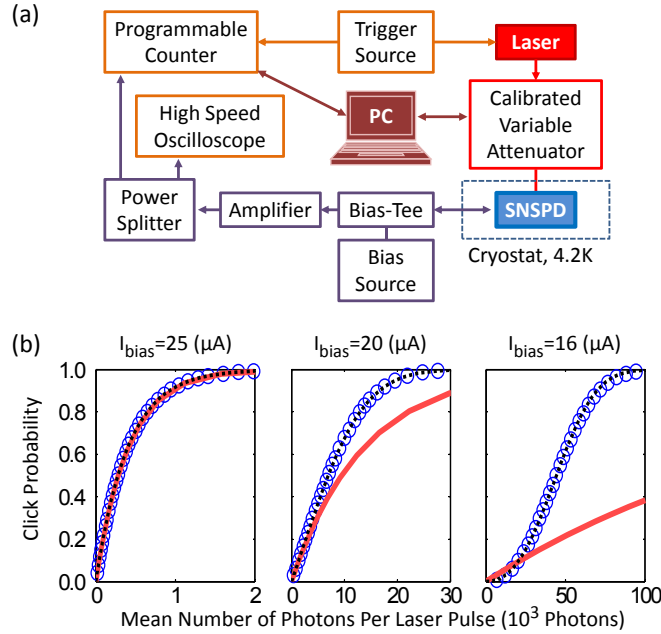 (a)
Programmable
Counter
Trigger
Source
Laser
High Speed
Oscilloscope
PC
Calibrated
Variable
Attenuator
Power
Splitter
Amplifier
Bias-Tee
SNSPD
Bias
Source
Cryostat, 4.2K
(b)
I_bias=25 (μA)
I_bias=20 (μA)
I_bias=16 (μA)
Click Probability
1.0
0.8
0.6
0.4
0.2
0.0
0 1 2
0 10 20 30
0 50 100
Mean Number of Photons Per Laser Pulse (10³ Photons)